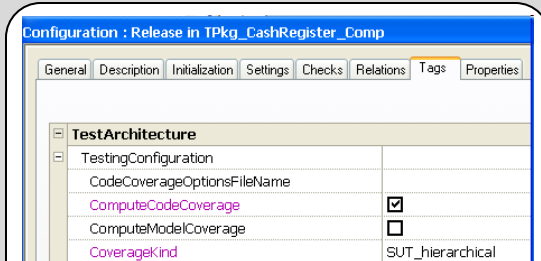 Configuration : Release in TPkg_CashRegister_Comp
General Description Initialization Settings Checks Relations Tags Properties
TestArchitecture
TestingConfiguration
CodeCoverageOptionsFileName
ComputeCodeCoverage
ComputeModelCoverage
CoverageKind SUT_hierarchical